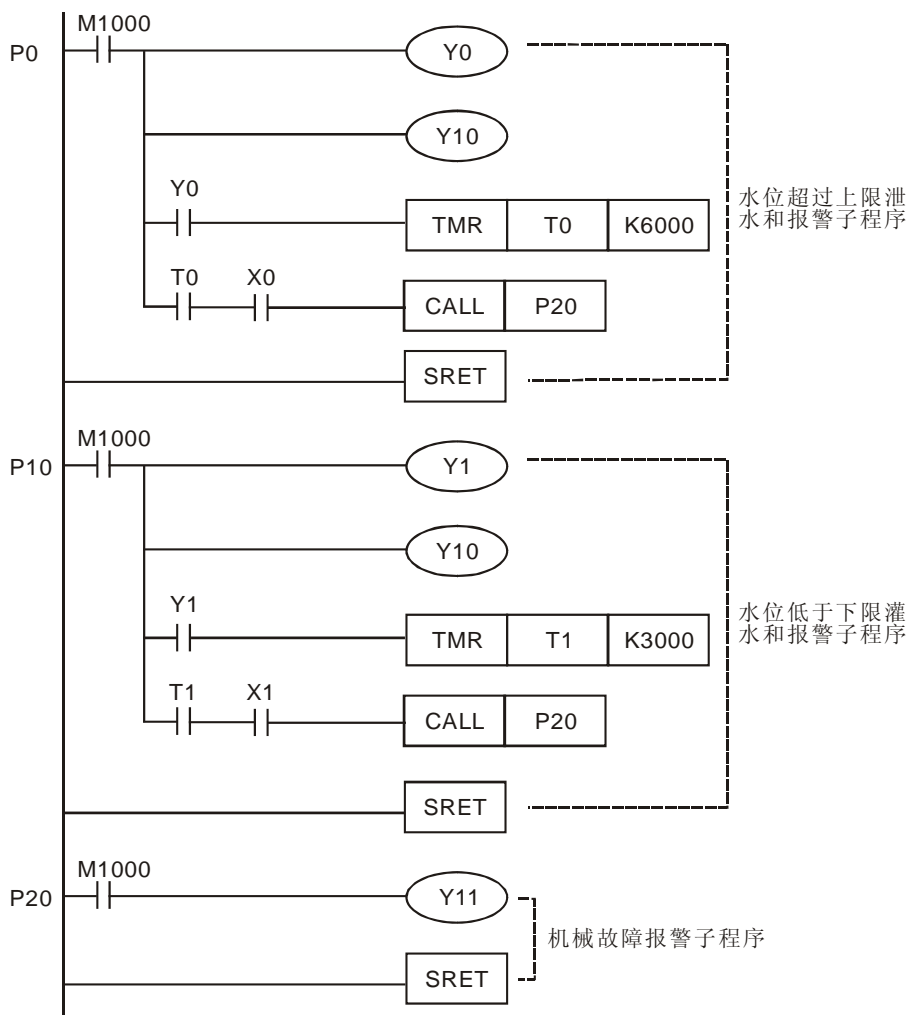 M1000
P0
Y0
Y10
Y0
TMR T0 K6000
水位超过上限泄
水和报警子程序
T0 X0
CALL P20
SRET
M1000
P10
Y1
Y10
Y1
TMR T1 K3000
水位低于下限灌
水和报警子程序
T1 X1
CALL P20
SRET
M1000
P20
Y11
机械故障报警子程序
SRET